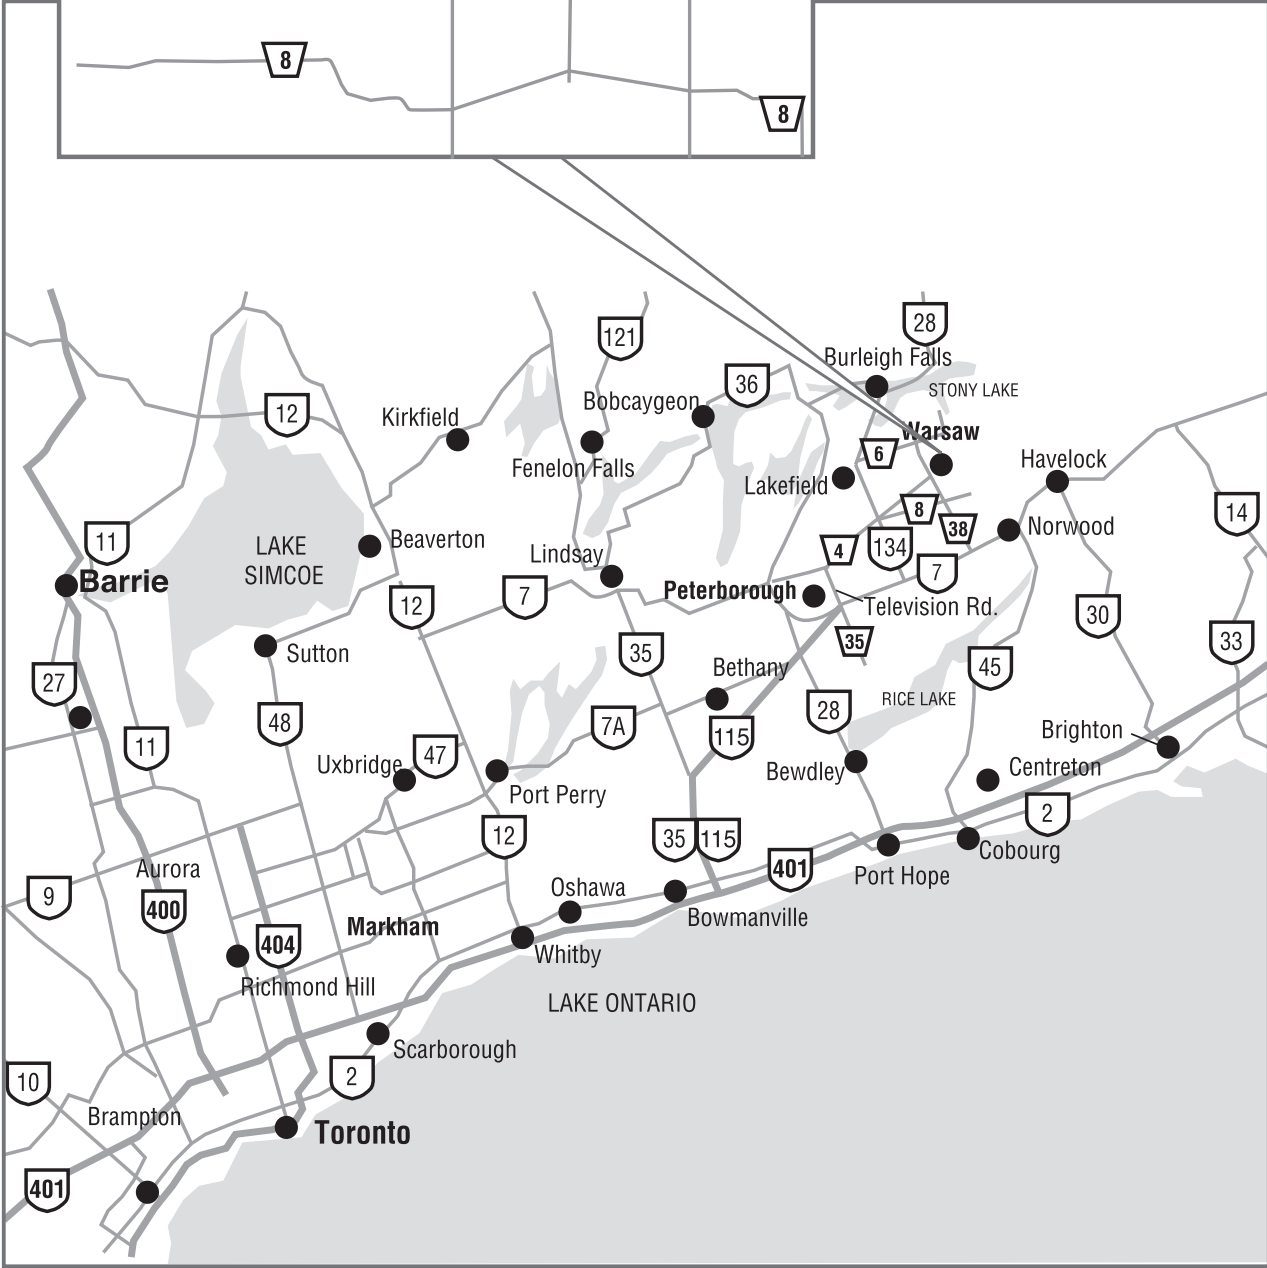 8
8
28
121
Burleigh Falls
36
STONY LAKE
Bobcaygeon
12
Kirkfield
Warsaw
6
Havelock
Fenelon Falls
Lakefield
8
14
38
Norwood
11
Beaverton
LAKE
SIMCOE
Lindsay
4
134
7
Barrie
Peterborough
7
12
Television Rd.
30
35
33
Sutton
35
45
27
Bethany
RICE LAKE
28
48
7A
115
Brighton
11
47
Uxbridge
Bewdley
Centreton
Port Perry
2
12
35
115
Cobourg
Aurora
401
Port Hope
9
Oshawa
400
Bowmanville
Markham
404
Whitby
Richmond Hill
LAKE ONTARIO
Scarborough
10
2
Brampton
Toronto
401